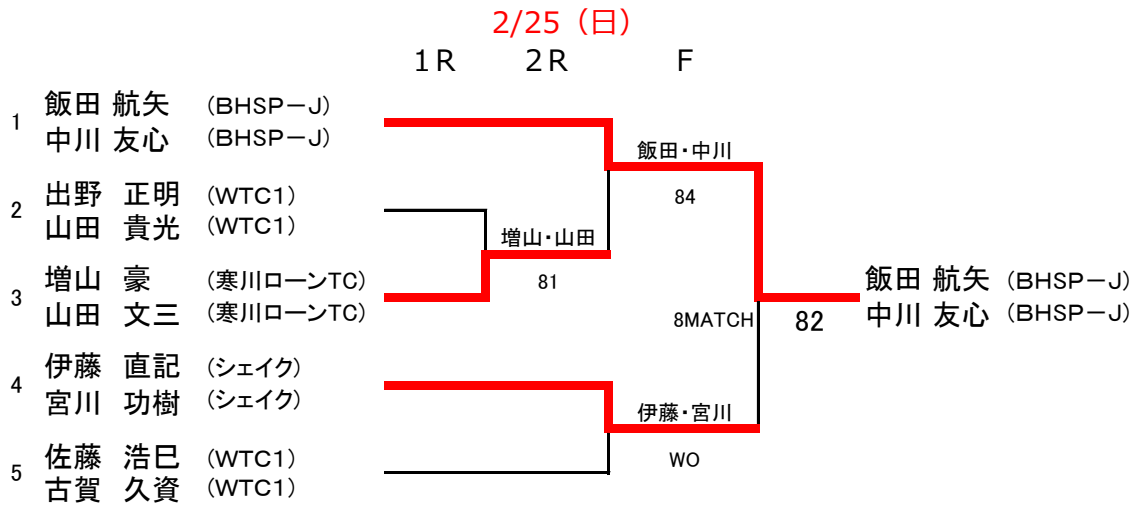 2/25（日）
1R 2R F
1 飯田 航矢 (BHSP－J)
中川 友心 (BHSP－J)
飯田・中川
84
2 出野 正明 (WTC1)
山田 貴光 (WTC1)
増山・山田
81
3 増山 豪 (寒川ローンTC)
山田 文三 (寒川ローンTC)
飯田 航矢 (BHSP－J)
中川 友心 (BHSP－J)
8MATCH 82
4 伊藤 直記 (シェイク)
宮川 功樹 (シェイク)
伊藤・宮川
WO
5 佐藤 浩巳 (WTC1)
古賀 久資 (WTC1)